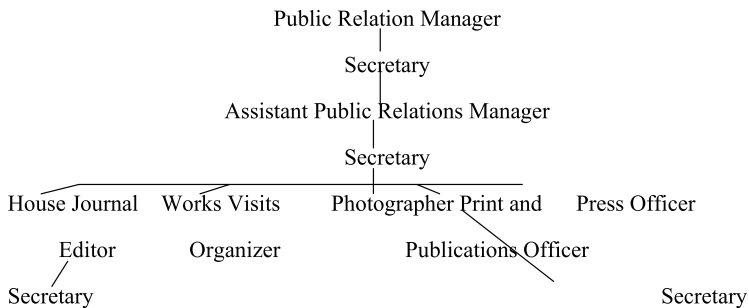 Public Relation Manager
Secretary
Assistant Public Relations Manager
Secretary
House Journal Works Visits Photographer Print and Press Officer
Editor Organizer Publications Officer
Secretary Secretary